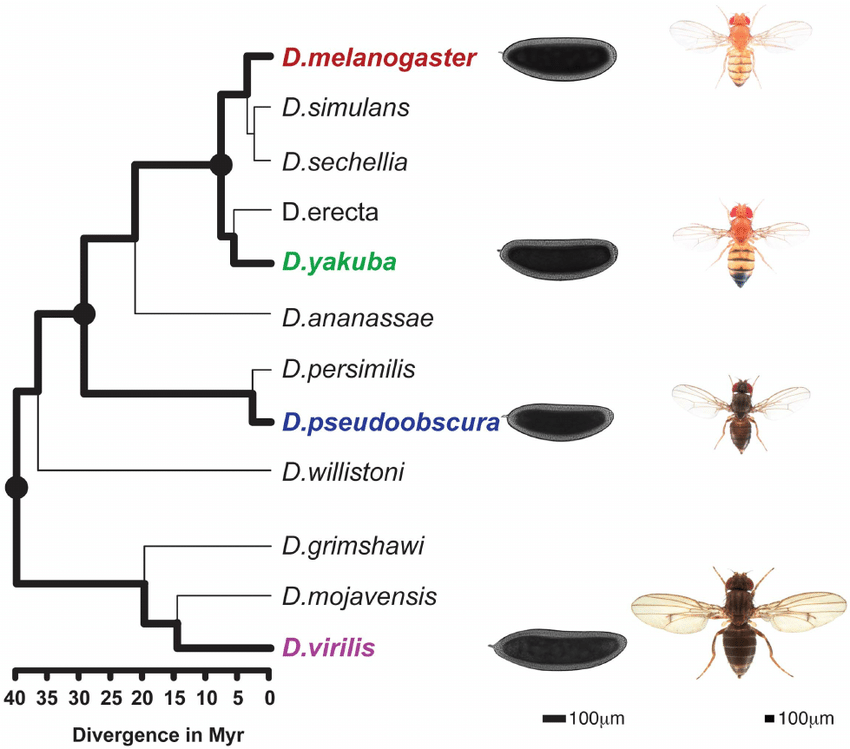 D.melanogaster
D.simulans
D.sechellia
D.erecta
D.yakuba
D.ananassae
D.persimilis
D.pseudoobscura
D.willistoni
D.grimshawi
D.mojavensis
D.virilis
40 35 30 25 20 15 10 5 0
Divergence in Myr
100µm
100µm